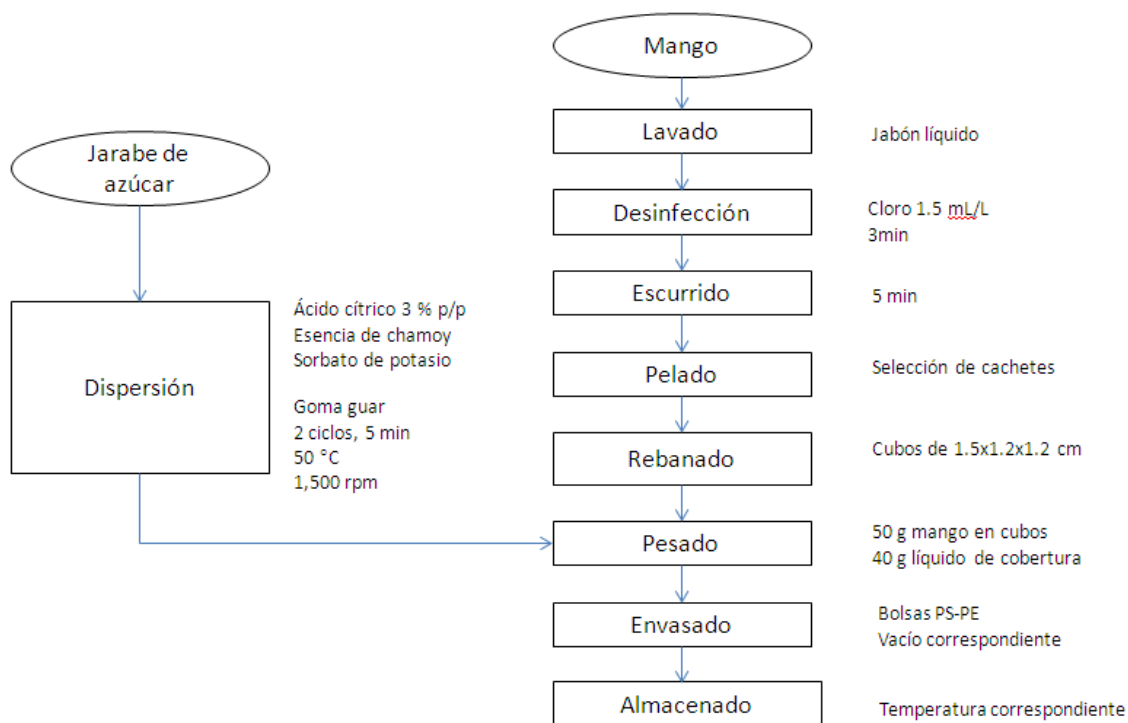 Mango
Lavado
Jabón líquido
Jarabe de
azúcar
Desinfección
Cloro 1.5 mL/L
3min
Escurrido
5 min
Dispersión
Ácido cítrico 3 % p/p
Esencia de chamoy
Sorbato de potasio
Goma guar
2 ciclos, 5 min
50 °C
1,500 rpm
Pelado
Selección de cachetes
Rebanado
Cubos de 1.5x1.2x1.2 cm
Pesado
50 g mango en cubos
40 g líquido de cobertura
Envasado
Bolsas PS-PE
Vacío correspondiente
Almacenado
Temperatura correspondiente